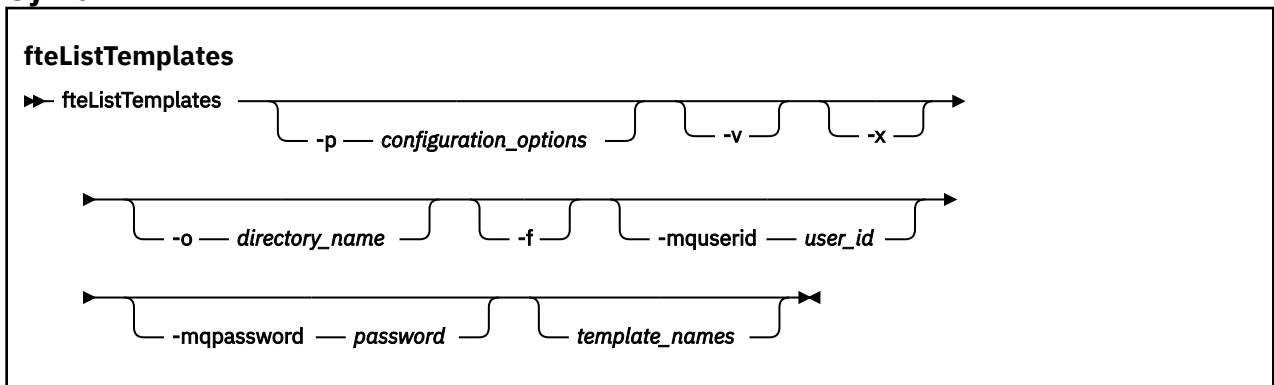 fteListTemplates
fteListTemplates
-p configuration_options -v -x
-o directory_name -f -mquserid user_id
-mqpassword password template_names